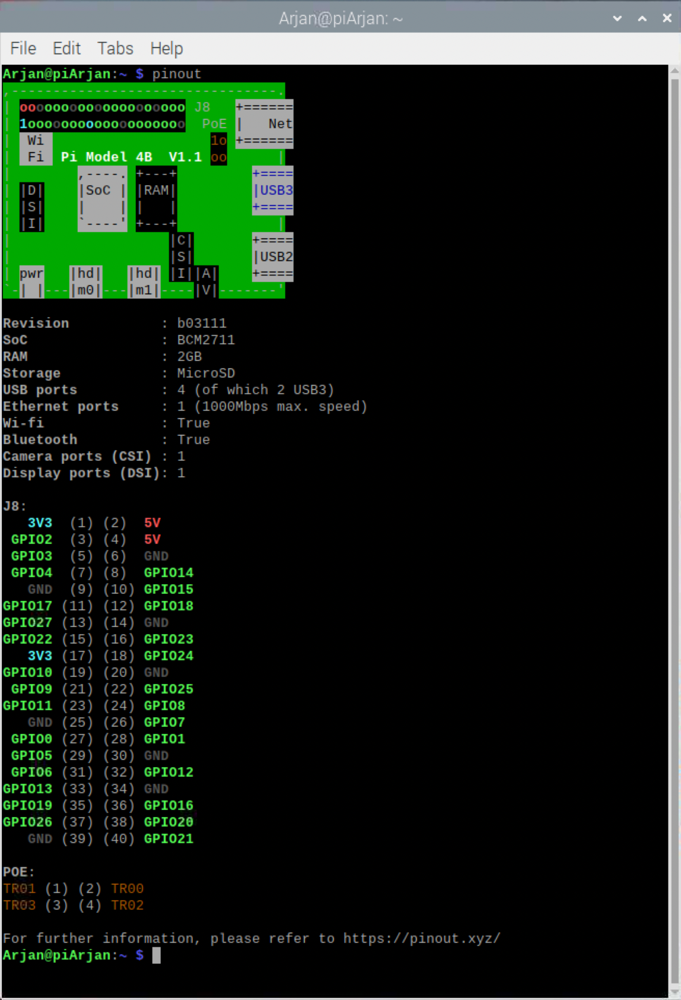 Arjan@piArjan: ~
File Edit Tabs Help
Arjan@piArjan:~ $ pinout
,--------------------------------.
| oooooooooooooooooooo J8   +======
| 1ooooooooooooooooooo  PoE |   Net
|  Wi                    1o +======
|  Fi  Pi Model 4B  V1.1 oo      |
|        ,----. +---+         +====
| |D|    |SoC | |RAM|         |USB3
| |S|    |    | |   |         +====
| |I|    `----' +---+            |
|                   |C|       +====
|                   |S|       |USB2
| pwr  |hd|   |hd|  |I||A|    +====
`-| |---|m0|---|m1|----|V|-------'
Revision           : b03111
SoC                : BCM2711
RAM                : 2GB
Storage            : MicroSD
USB ports          : 4 (of which 2 USB3)
Ethernet ports     : 1 (1000Mbps max. speed)
Wi-fi              : True
Bluetooth          : True
Camera ports (CSI) : 1
Display ports (DSI): 1
J8:
   3V3  (1) (2)  5V
 GPIO2  (3) (4)  5V
 GPIO3  (5) (6)  GND
 GPIO4  (7) (8)  GPIO14
   GND  (9) (10) GPIO15
GPIO17 (11) (12) GPIO18
GPIO27 (13) (14) GND
GPIO22 (15) (16) GPIO23
   3V3 (17) (18) GPIO24
GPIO10 (19) (20) GND
 GPIO9 (21) (22) GPIO25
GPIO11 (23) (24) GPIO8
   GND (25) (26) GPIO7
 GPIO0 (27) (28) GPIO1
 GPIO5 (29) (30) GND
 GPIO6 (31) (32) GPIO12
GPIO13 (33) (34) GND
GPIO19 (35) (36) GPIO16
GPIO26 (37) (38) GPIO20
   GND (39) (40) GPIO21
POE:
TR01 (1) (2) TR00
TR03 (3) (4) TR02
For further information, please refer to https://pinout.xyz/
Arjan@piArjan:~ $